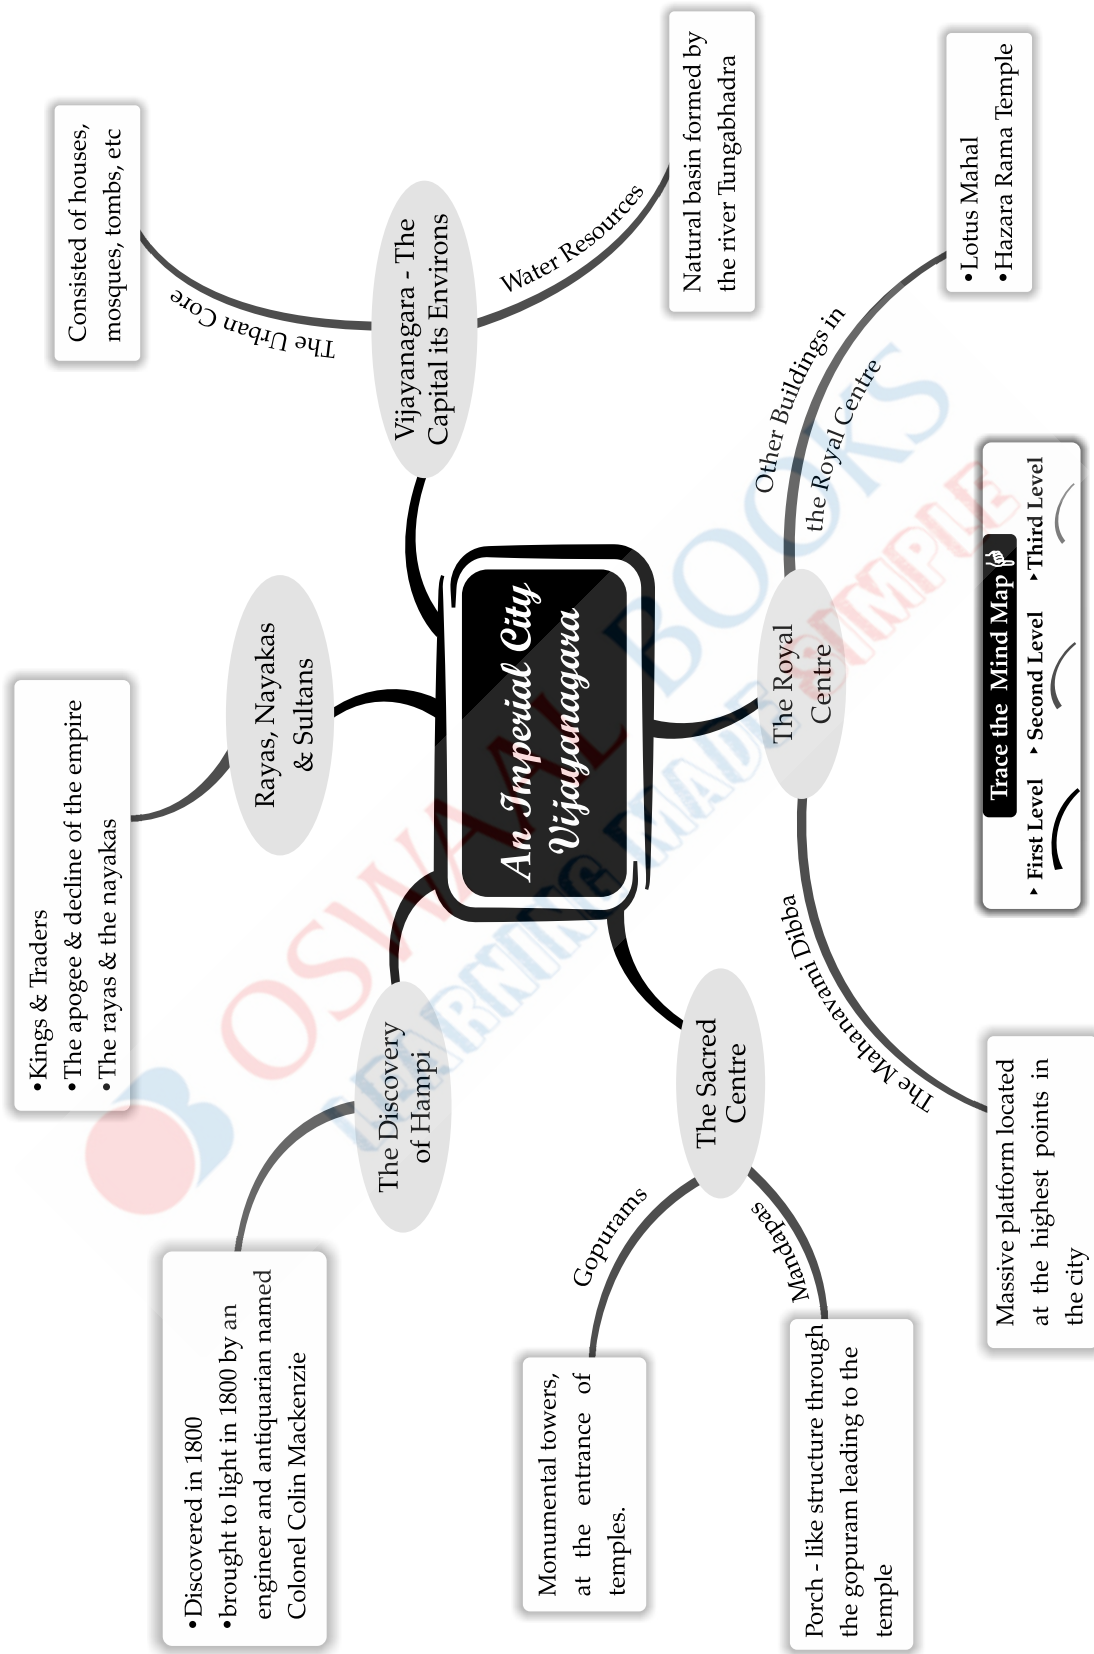 An Imperial City
Vijayanagara
The Discovery
of Hampi
•Discovered in 1800
•brought to light in 1800 by an
engineer and antiquarian named
Colonel Colin Mackenzie
Rayas, Nayakas
& Sultans
•Kings & Traders
•The apogee & decline of the empire
•The rayas & the nayakas
Vijayanagara - The
Capital its Environs
The Urban Core
Consisted of houses,
mosques, tombs, etc
Water Resources
Natural basin formed by
the river Tungabhadra
The Royal
Centre
Other Buildings in
the Royal Centre
•Lotus Mahal
•Hazara Rama Temple
The Mahanavami Dibba
Massive platform located
at the highest points in
the city
The Sacred
Centre
Gopurams
Monumental towers,
at the entrance of
temples.
Mandapas
Porch - like structure through
the gopuram leading to the
temple
Trace the Mind Map
First Level Second Level Third Level
OSWAAL BOOKS
LEARNING MADE SIMPLE